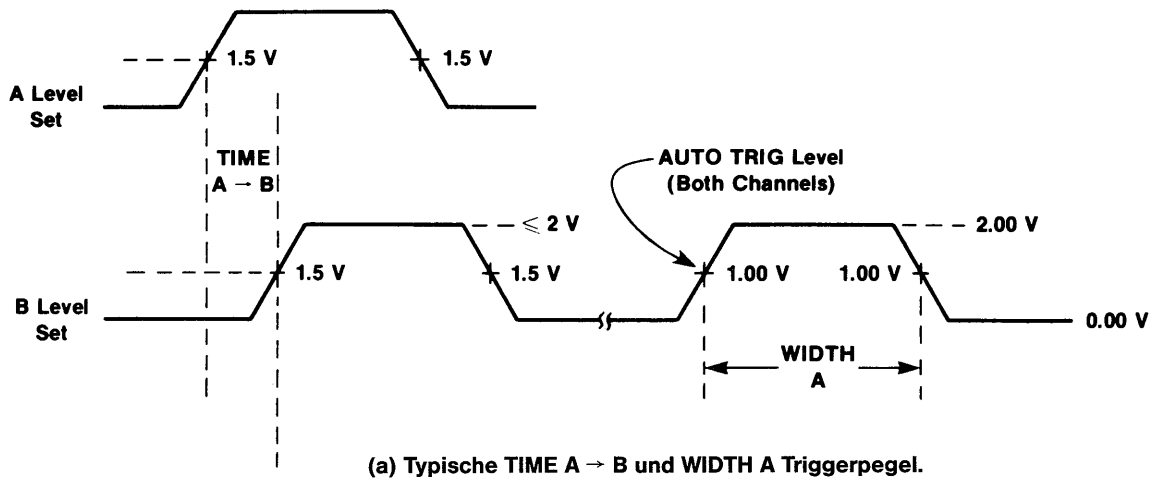 1.5 V
1.5 V
A Level
Set
TIME
A → B
AUTO TRIG Level
(Both Channels)
≤ 2 V
2.00 V
1.5 V
1.5 V
1.00 V
1.00 V
B Level
Set
0.00 V
WIDTH
A
(a) Typische TIME A → B und WIDTH A Triggerpegel.